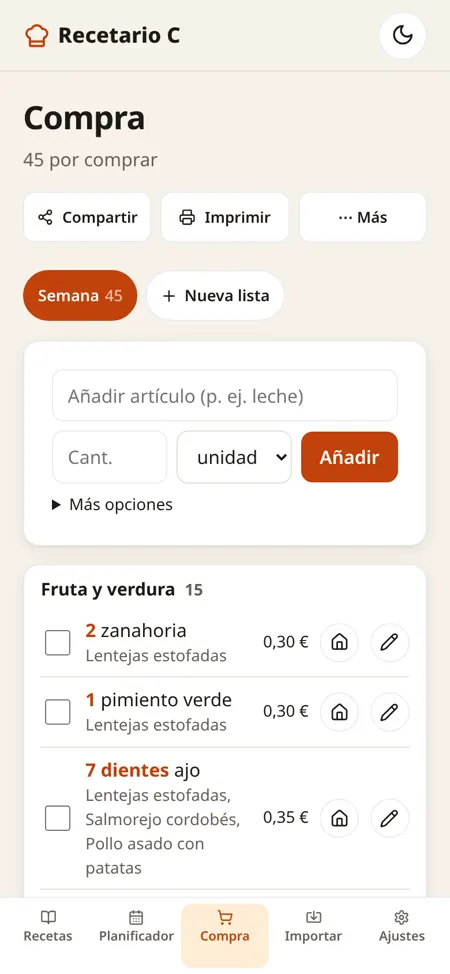 Recetario C
Compra
45 por comprar
Compartir
Imprimir
··· Más
Semana 45
+ Nueva lista
Añadir artículo (p. ej. leche)
Cant.
unidad
Añadir
Más opciones
Fruta y verdura 15
2 zanahoria
Lentejas estofadas
0,30 €
1 pimiento verde
Lentejas estofadas
0,30 €
7 dientes ajo
Lentejas estofadas,
Salmorejo cordobés,
Pollo asado con
patatas
0,35 €
Recetas
Planificador
Compra
Importar
Ajustes